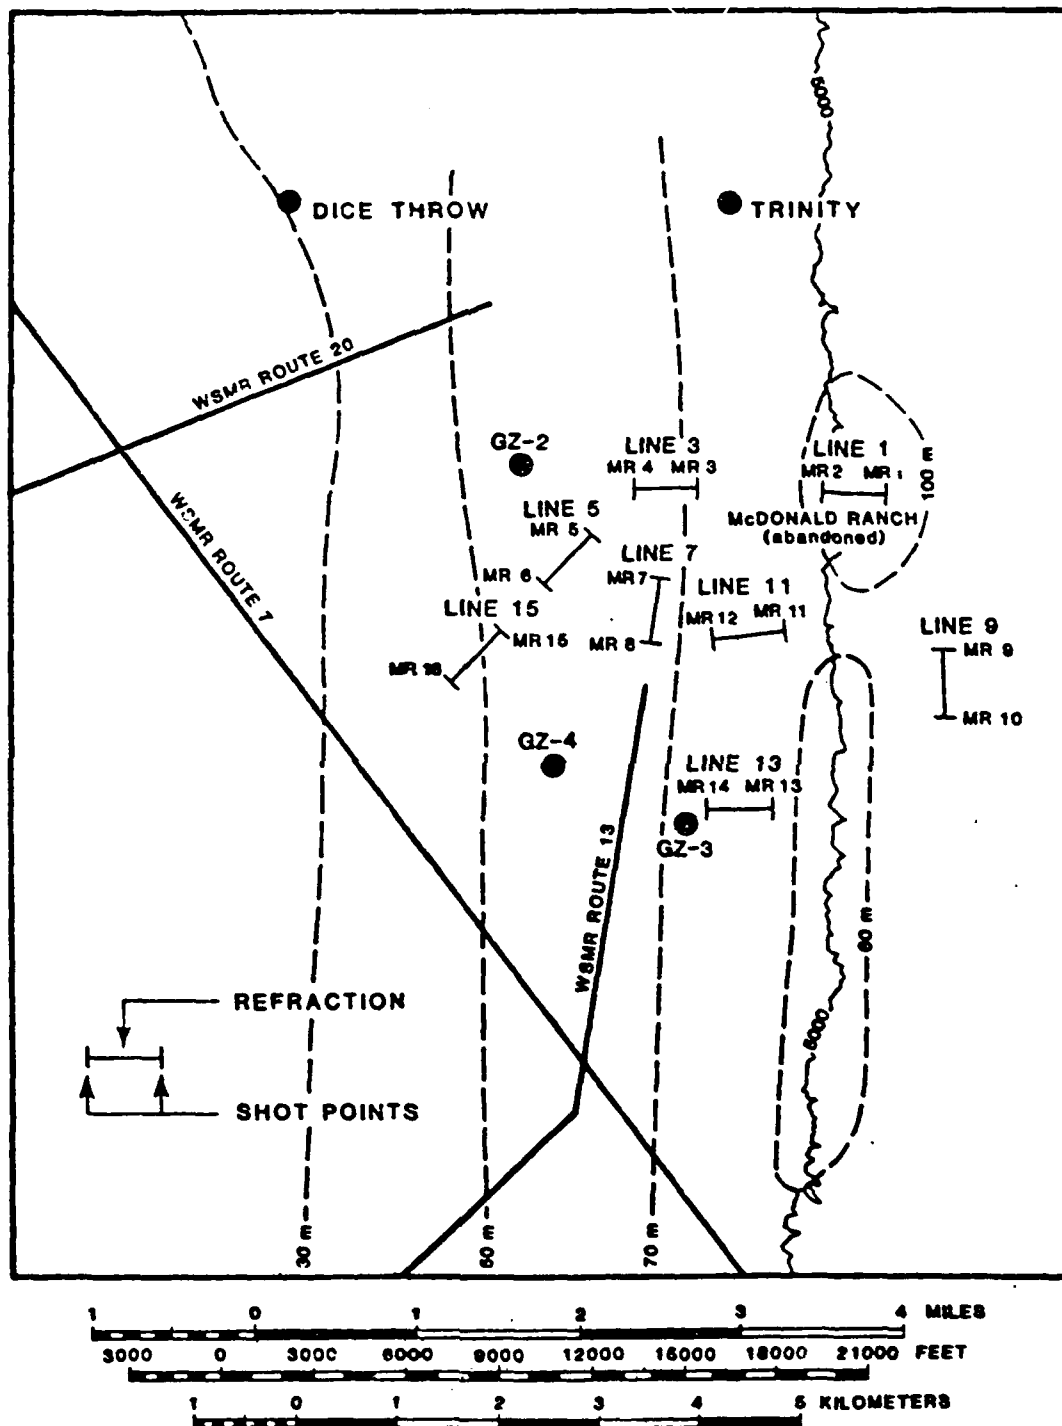 5000
DICE THROW
TRINITY
WSMR ROUTE 20
GZ-2
LINE 3
MR 4 MR 3
LINE 1
MR 2 MR 1
100 m
LINE 5
MR 5
McDONALD RANCH
(abandoned)
WSMR ROUTE 7
LINE 7
MR 7
MR 6
LINE 11
MR 12 MR 11
LINE 15
MR 15
MR 8
LINE 9
MR 9
MR 16
MR 10
GZ-4
LINE 13
MR 14 MR 13
GZ-3
WSMR ROUTE 13
60 m
REFRACTION
5000
SHOT POINTS
30 m
50 m
70 m
1 0 1 2 3 4 MILES
3000 0 3000 6000 9000 12000 16000 18000 21000 FEET
1 0 1 2 3 4 5 KILOMETERS